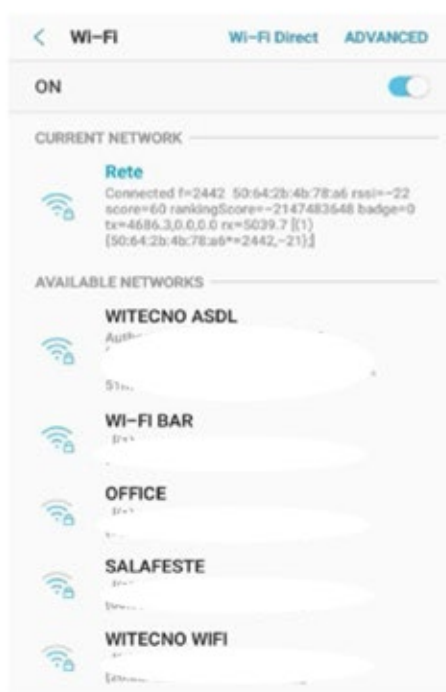 Wi-Fi Wi-Fi Direct ADVANCED
ON
CURRENT NETWORK
Rete
Connected f=2442 50:64:2b:4b:78:a6 rssi=-22
score=60 rankingScore=-2147483648 badge=0
tx=4686.3,0.0,0.0 rx=5039.7 [(1)
{50:64:2b:4b:78:a6*=2442,-21};]
AVAILABLE NETWORKS
WITECNO ASDL
WI-FI BAR
OFFICE
SALAFESTE
WITECNO WIFI